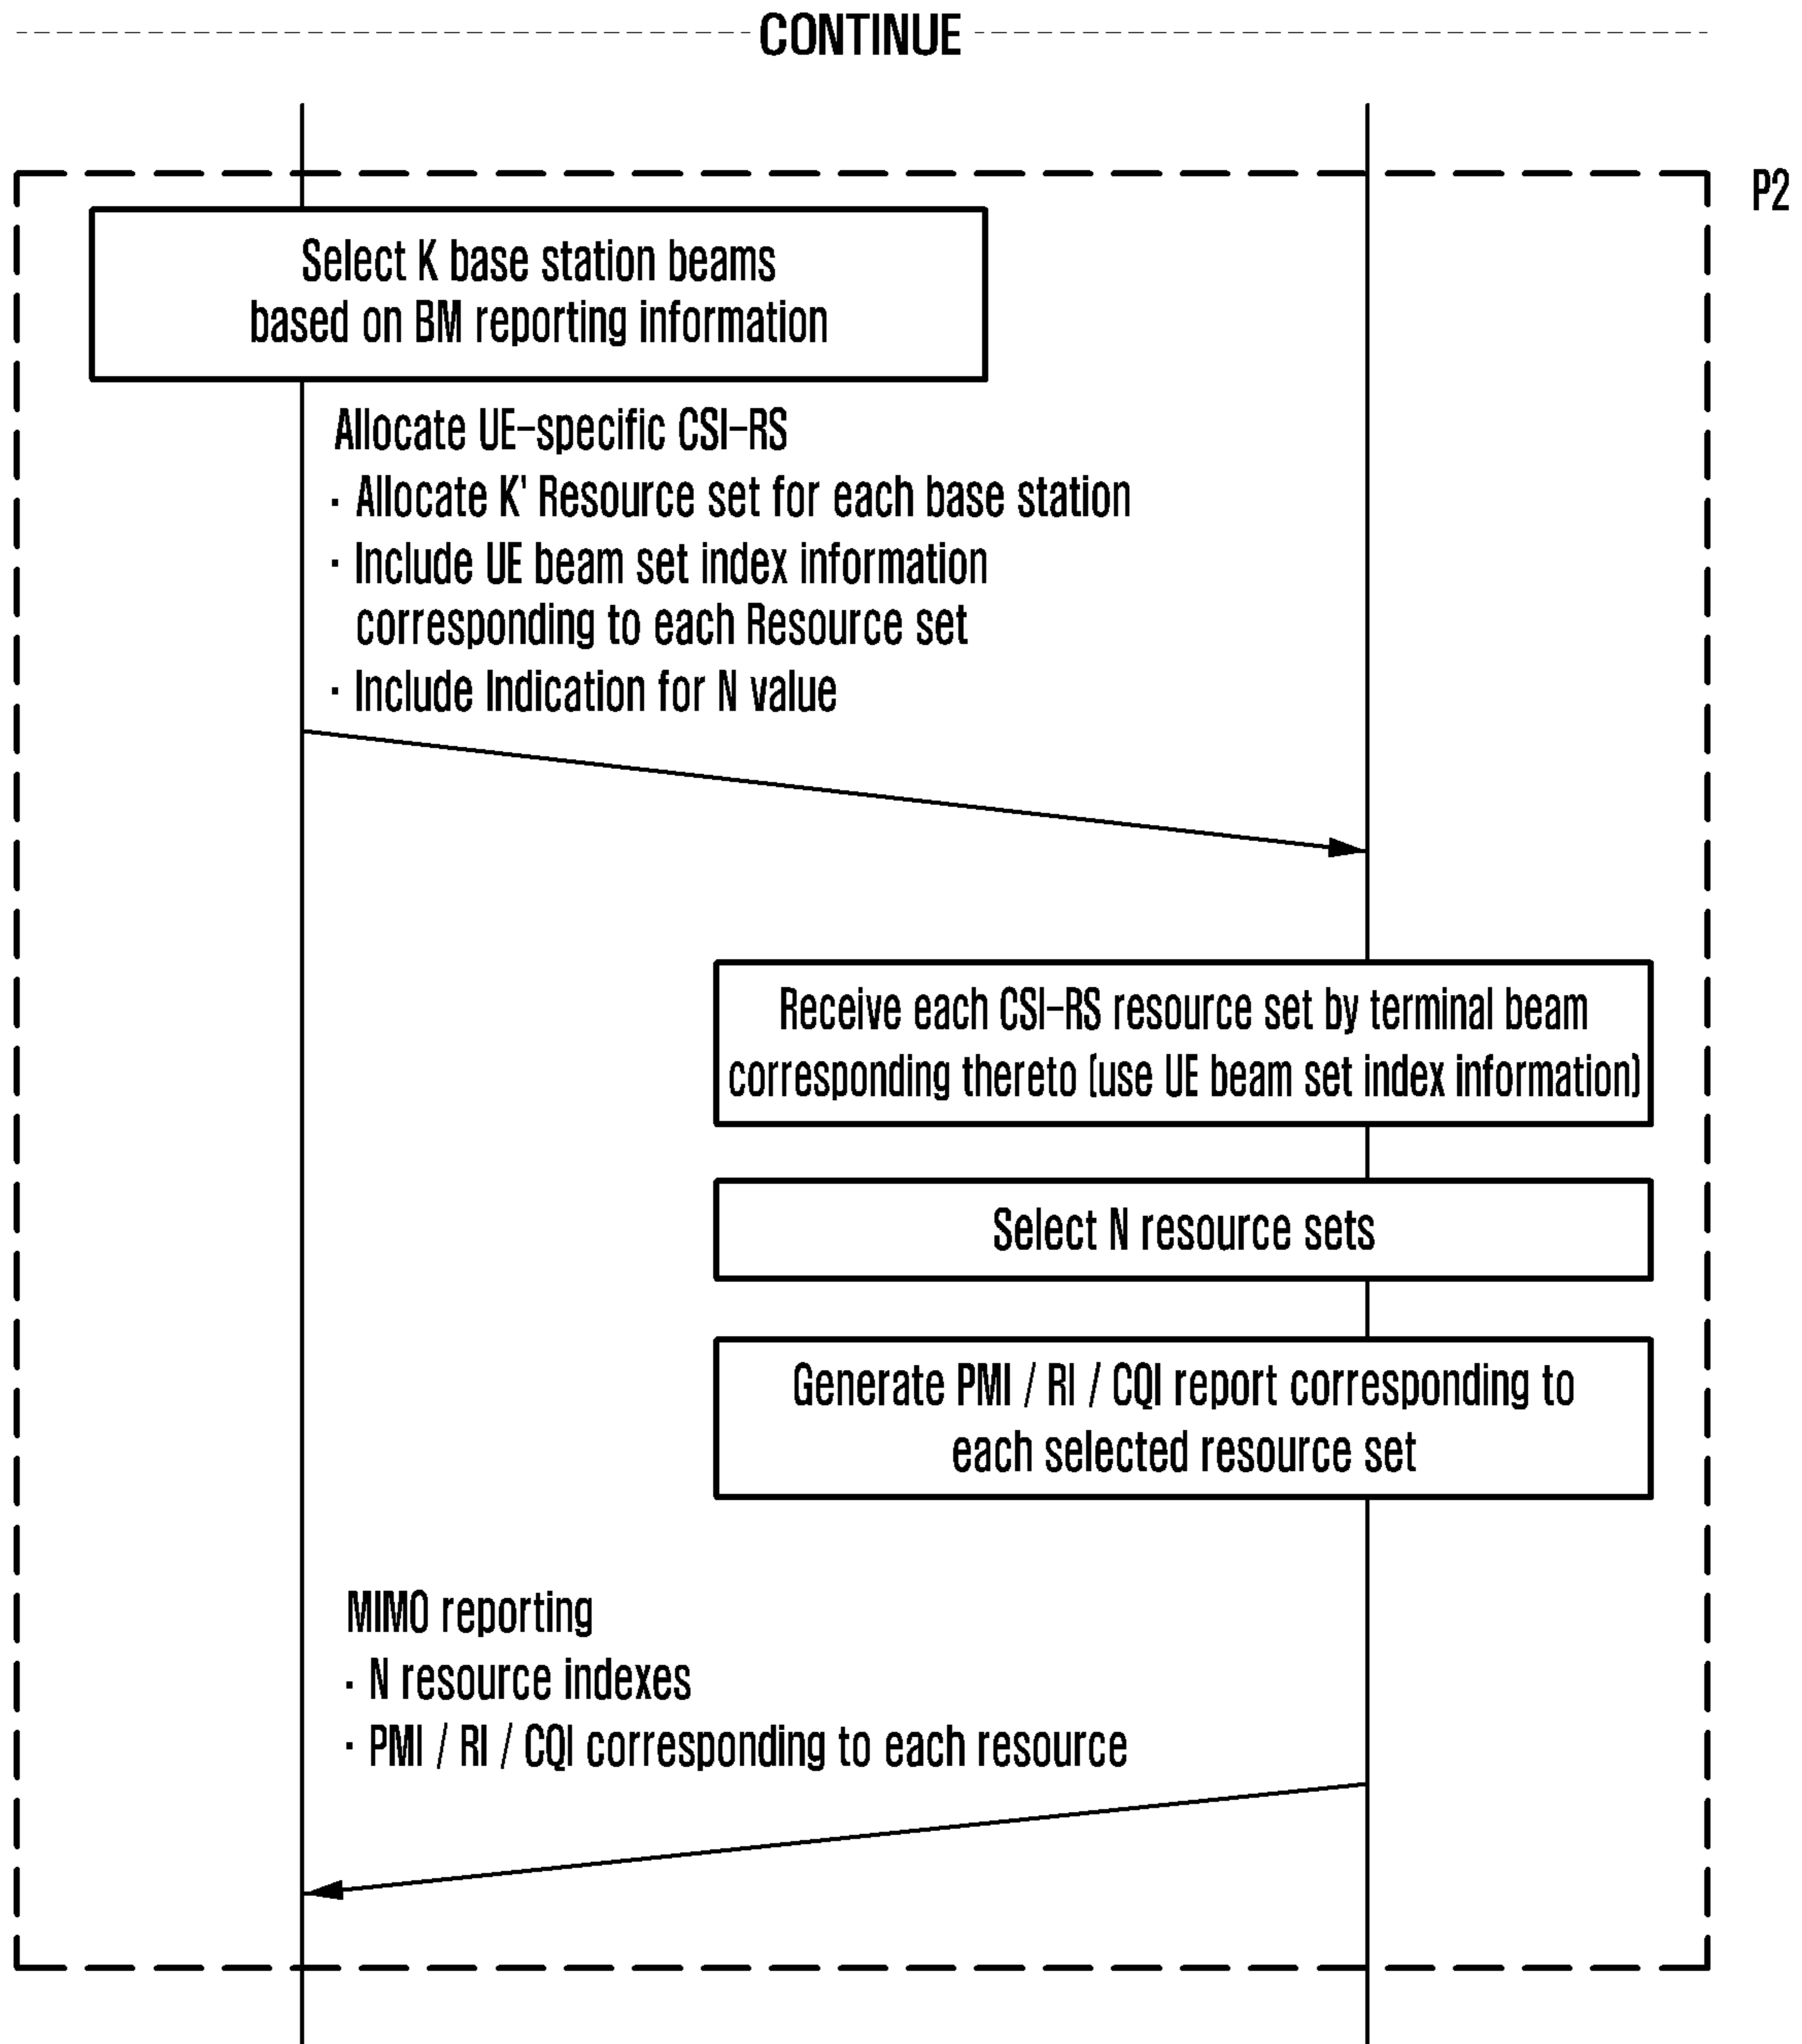 CONTINUE
P2
Select K base station beams
based on BM reporting information
Allocate UE-specific CSI-RS
· Allocate K' Resource set for each base station
· Include UE beam set index information
corresponding to each Resource set
· Include Indication for N value
Receive each CSI-RS resource set by terminal beam
corresponding thereto (use UE beam set index information)
Select N resource sets
Generate PMI / RI / CQI report corresponding to
each selected resource set
MIMO reporting
· N resource indexes
· PMI / RI / CQI corresponding to each resource